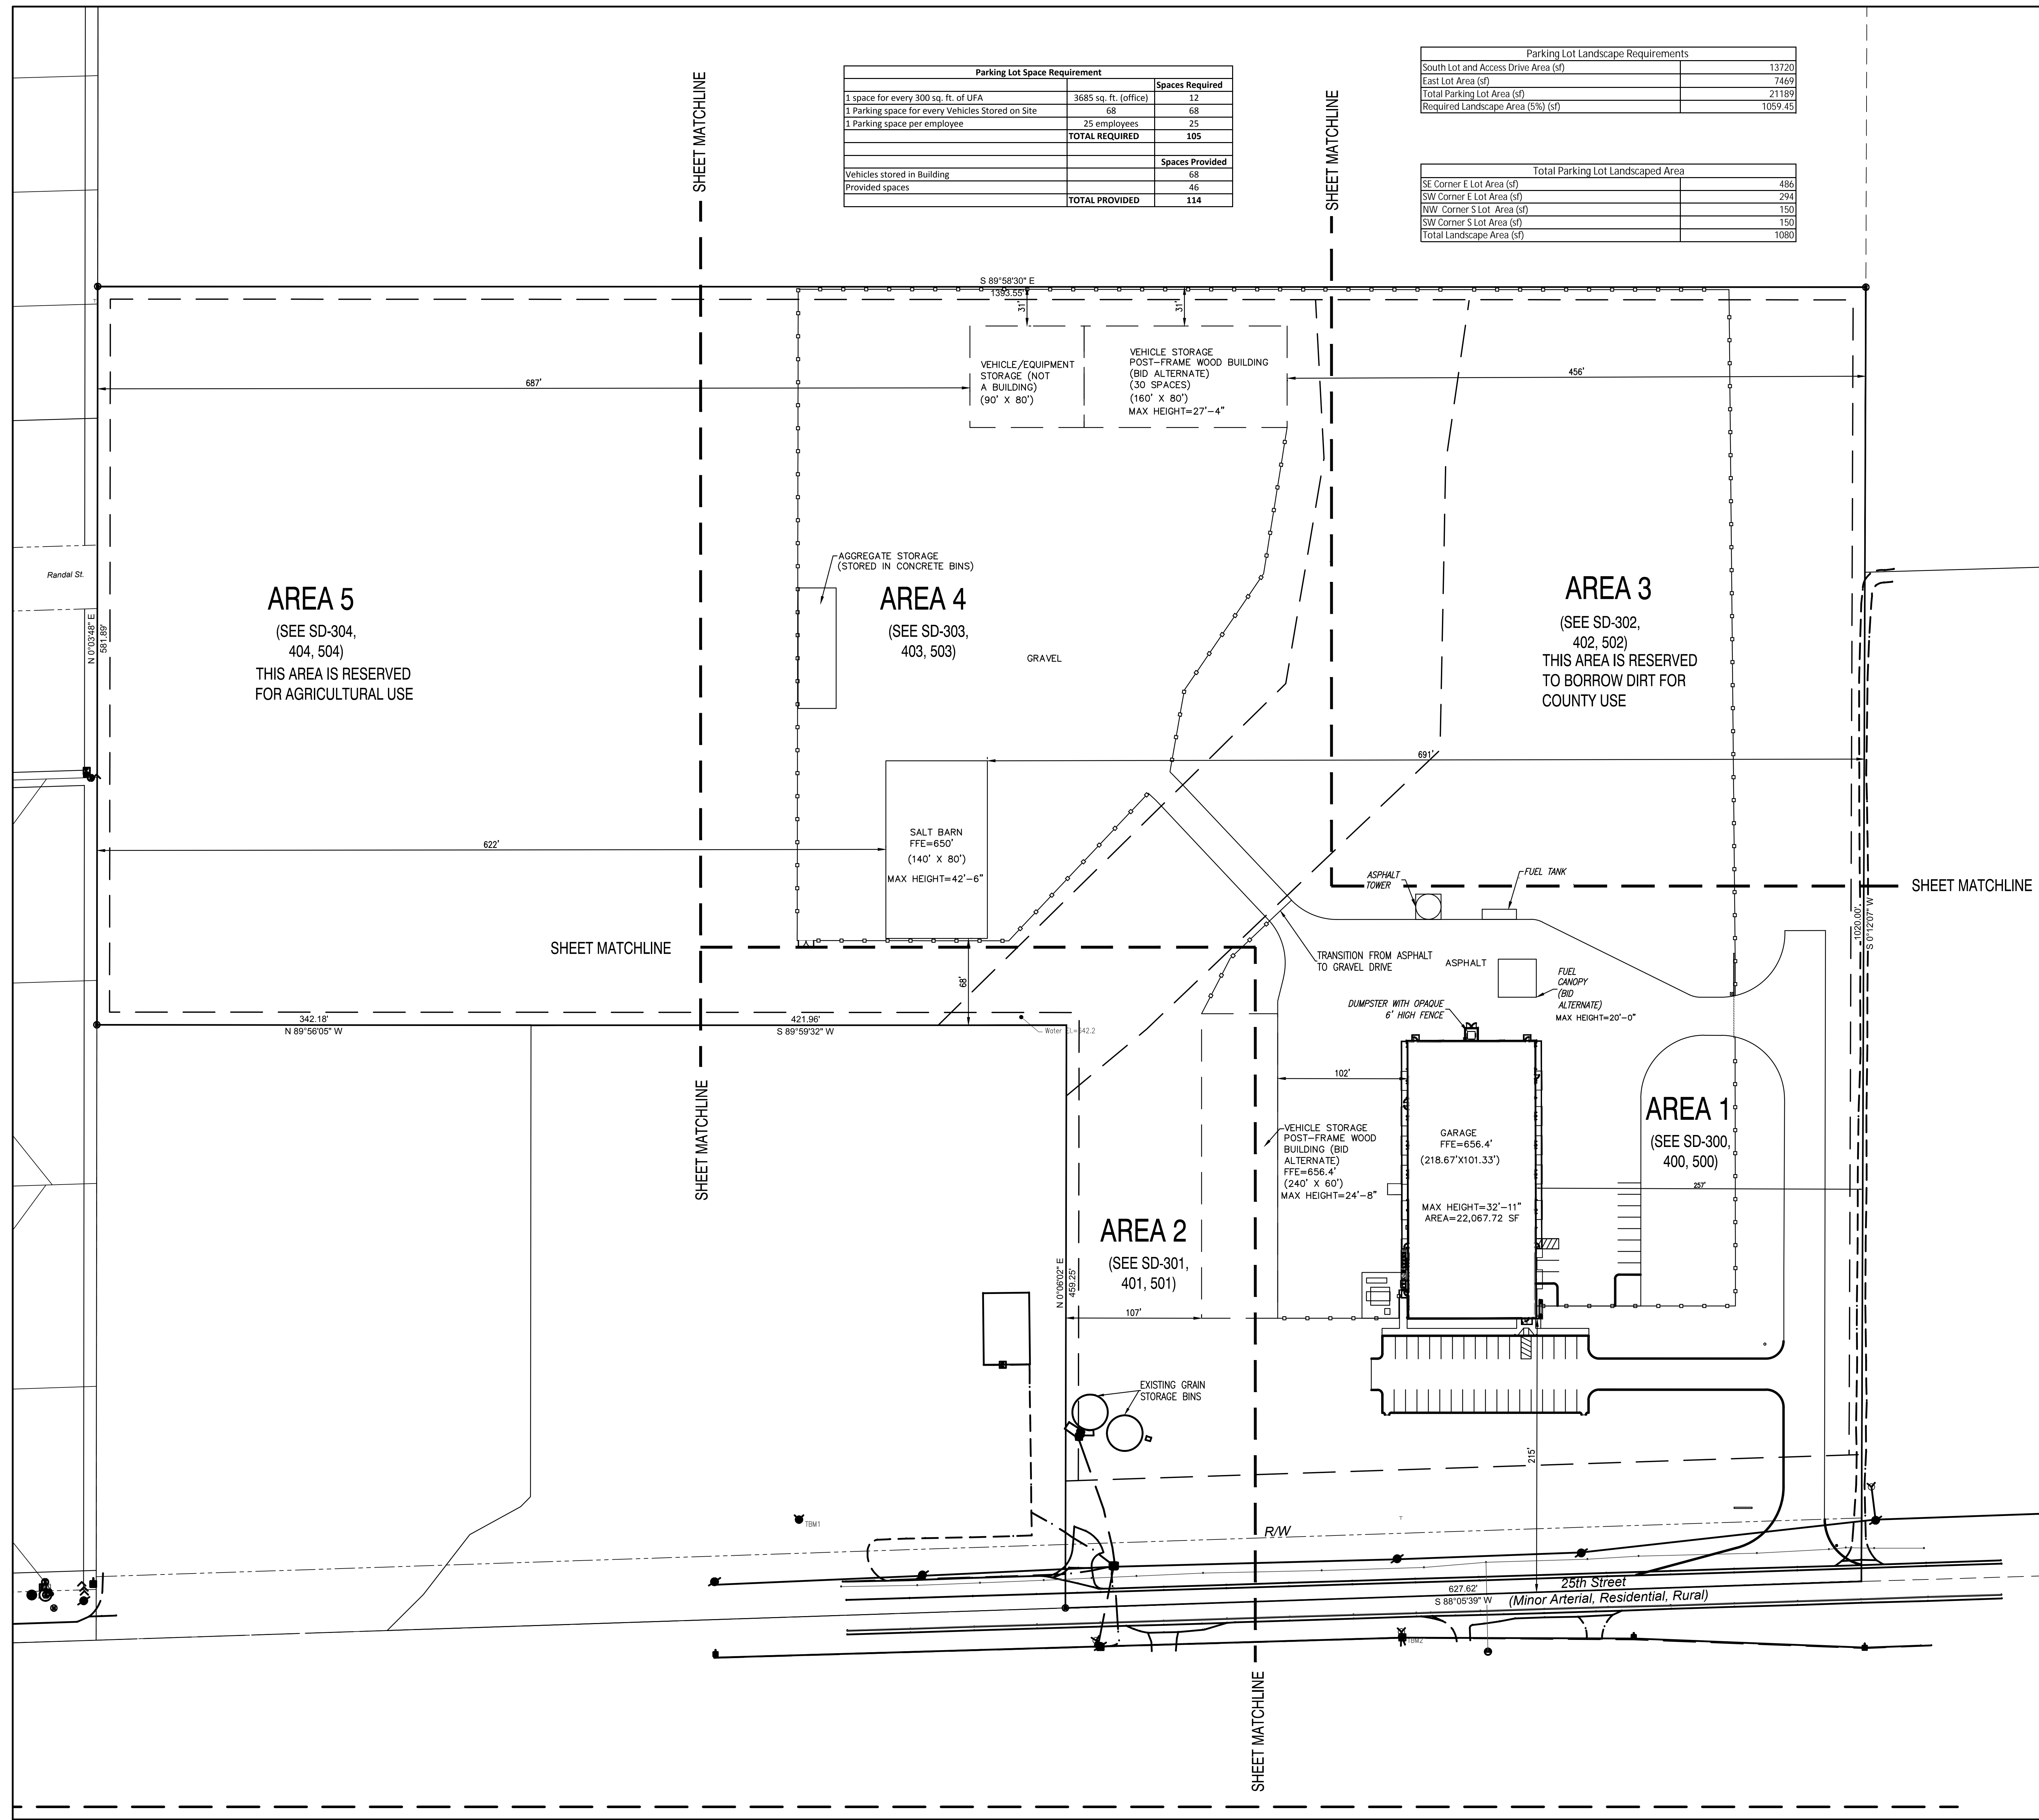 Parking Lot Space Requirement
Spaces Required
1 space for every 300 sq. ft. of UFA 3685 sq. ft. (office) 12
1 Parking space for every Vehicles Stored on Site 68 68
1 Parking space per employee 25 employees 25
TOTAL REQUIRED 105
Spaces Provided
Vehicles stored in Building 68
Provided spaces 46
TOTAL PROVIDED 114
Parking Lot Landscape Requirements
South Lot and Access Drive Area (sf) 13720
East Lot Area (sf) 7469
Total Parking Lot Area (sf) 21189
Required Landscape Area (5%) (sf) 1059.45
Total Parking Lot Landscaped Area
SE Corner E Lot Area (sf) 486
SW Corner E Lot Area (sf) 294
NW Corner S Lot Area (sf) 150
SW Corner S Lot Area (sf) 150
Total Landscape Area (sf) 1080
SHEET MATCHLINE
SHEET MATCHLINE
S 89°58'30" E
1393.55'
31'
31'
VEHICLE/EQUIPMENT
STORAGE (NOT
A BUILDING)
(90' X 80')
VEHICLE STORAGE
POST-FRAME WOOD BUILDING
(BID ALTERNATE)
(30 SPACES)
(160' X 80')
MAX HEIGHT=27'-4"
687'
456'
Randal St.
N 0°03'48" E
581.89'
AREA 5
(SEE SD-304,
404, 504)
THIS AREA IS RESERVED
FOR AGRICULTURAL USE
AGGREGATE STORAGE
(STORED IN CONCRETE BINS)
AREA 4
(SEE SD-303,
403, 503)
GRAVEL
AREA 3
(SEE SD-302,
402, 502)
THIS AREA IS RESERVED
TO BORROW DIRT FOR
COUNTY USE
691'
622'
SALT BARN
FFE=650'
(140' X 80')
MAX HEIGHT=42'-6"
ASPHALT
TOWER
FUEL TANK
SHEET MATCHLINE
1020.00'
S 0°12'07" W
SHEET MATCHLINE
68'
TRANSITION FROM ASPHALT
TO GRAVEL DRIVE
ASPHALT
FUEL
CANOPY
(BID
ALTERNATE)
MAX HEIGHT=20'-0"
DUMPSTER WITH OPAQUE
6' HIGH FENCE
342.18'
N 89°56'05" W
421.96'
S 89°59'32" W
Water El.=642.2
SHEET MATCHLINE
102'
VEHICLE STORAGE
POST-FRAME WOOD
BUILDING (BID
ALTERNATE)
FFE=656.4'
(240' X 60')
MAX HEIGHT=24'-8"
GARAGE
FFE=656.4'
(218.67'X101.33')
MAX HEIGHT=32'-11"
AREA=22,067.72 SF
AREA 1
(SEE SD-300,
400, 500)
257'
AREA 2
(SEE SD-301,
401, 501)
N 0°06'02" E
459.25'
107'
EXISTING GRAIN
STORAGE BINS
215'
TBM1
R/W
T
25th Street
(Minor Arterial, Residential, Rural)
627.62'
S 88°05'39" W
TBM2
SHEET MATCHLINE